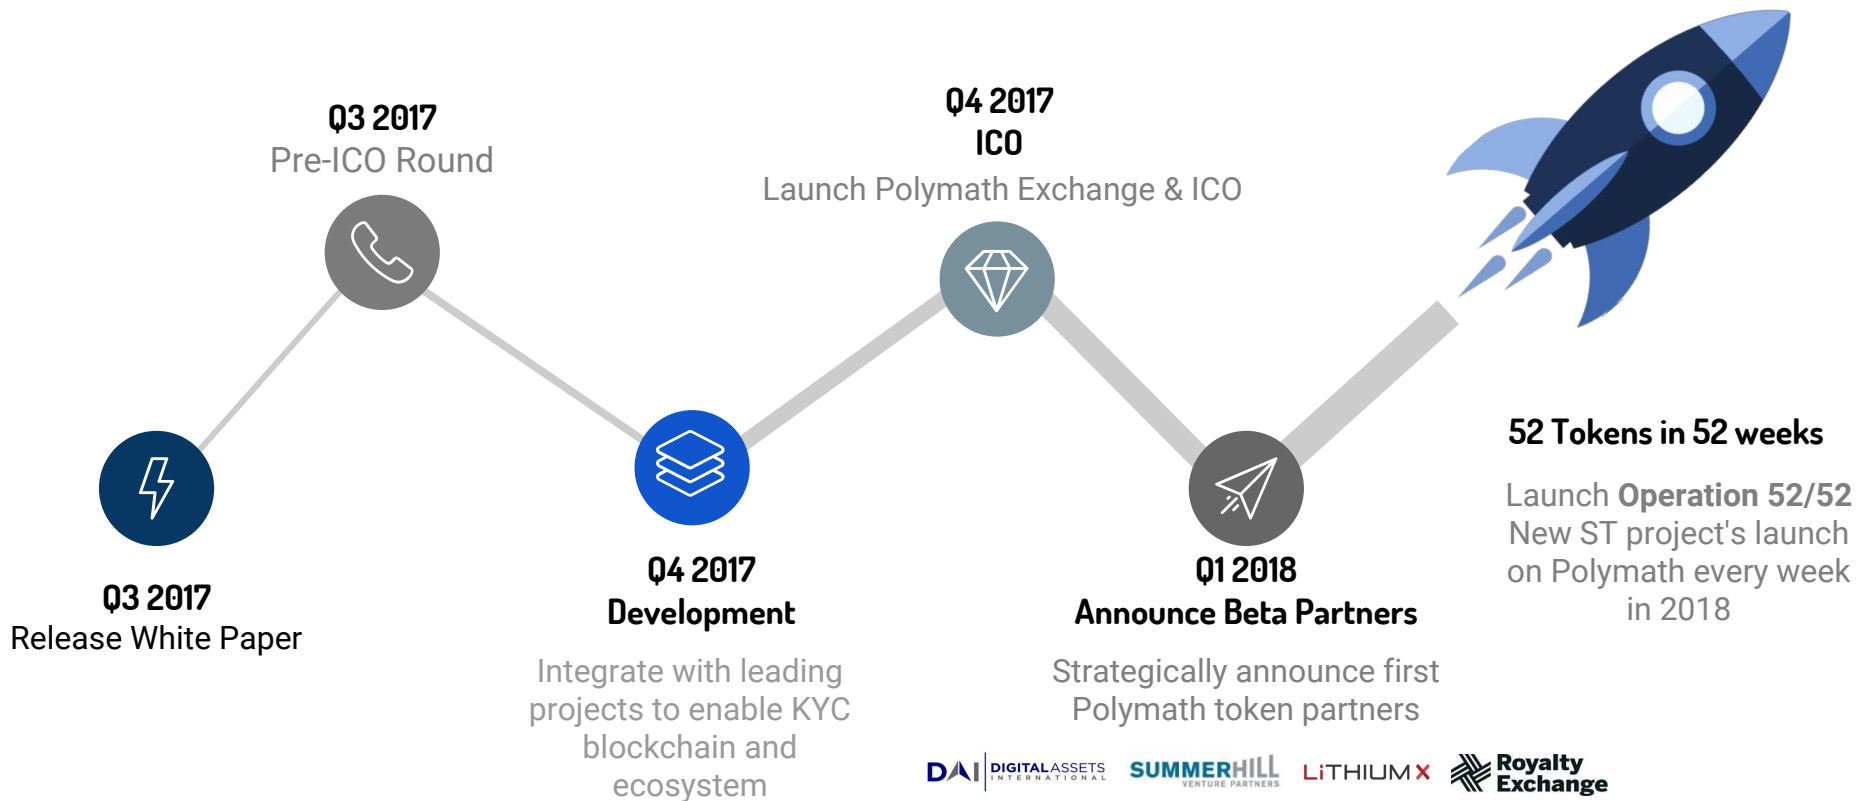 Q3 2017
Pre-ICO Round
Q4 2017
ICO
Launch Polymath Exchange & ICO
Q3 2017
Release White Paper
Q4 2017
Development
Integrate with leading
projects to enable KYC
blockchain and
ecosystem
Q1 2018
Announce Beta Partners
Strategically announce first
Polymath token partners
DAI DIGITALASSETS
INTERNATIONAL
SUMMERHILL
VENTURE PARTNERS
LiTHIUM X
Royalty
Exchange
52 Tokens in 52 weeks
Launch Operation 52/52
New ST project's launch
on Polymath every week
in 2018